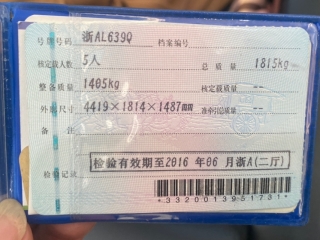 号牌号码 浙AL639Q 档案编号
核定载人数 5人 总质量 1815kg
整备质量 1405kg 核定载质量 --
外廓尺寸 4419×1814×1487mm 准牵引总质量 --
备注
检验有效期至2016 年06 月浙A(二厅)
检验记录
*3320013951731*